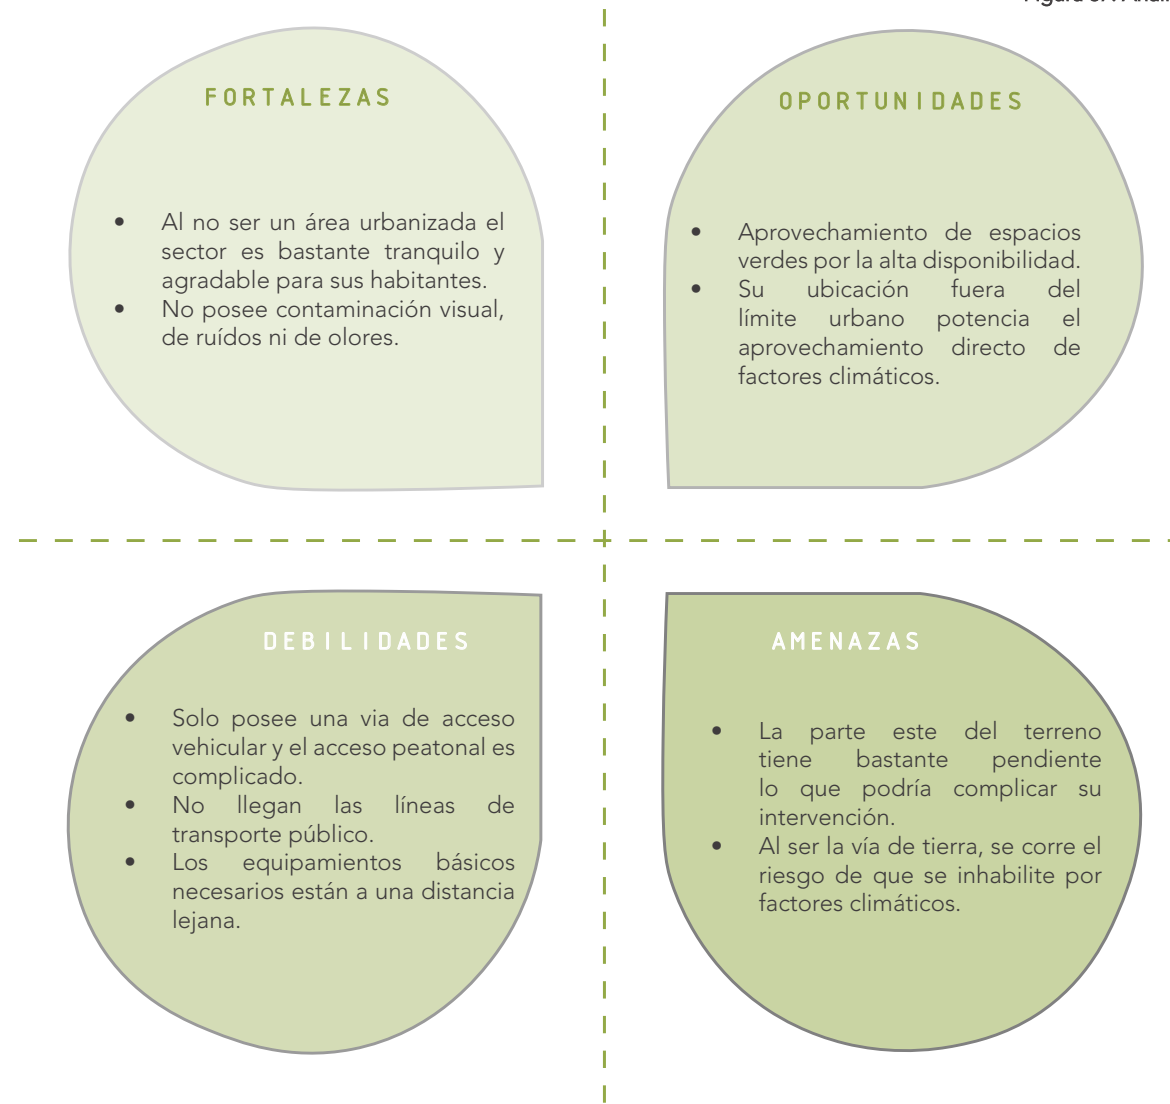 FORTALEZAS
• Al no ser un área urbanizada el
sector es bastante tranquilo y
agradable para sus habitantes.
• No posee contaminación visual,
de ruídos ni de olores.
OPORTUNIDADES
• Aprovechamiento de espacios
verdes por la alta disponibilidad.
• Su ubicación fuera del
límite urbano potencia el
aprovechamiento directo de
factores climáticos.
DEBILIDADES
• Solo posee una via de acceso
vehicular y el acceso peatonal es
complicado.
• No llegan las líneas de
transporte público.
• Los equipamientos básicos
necesarios están a una distancia
lejana.
AMENAZAS
• La parte este del terreno
tiene bastante pendiente
lo que podría complicar su
intervención.
• Al ser la vía de tierra, se corre el
riesgo de que se inhabilite por
factores climáticos.